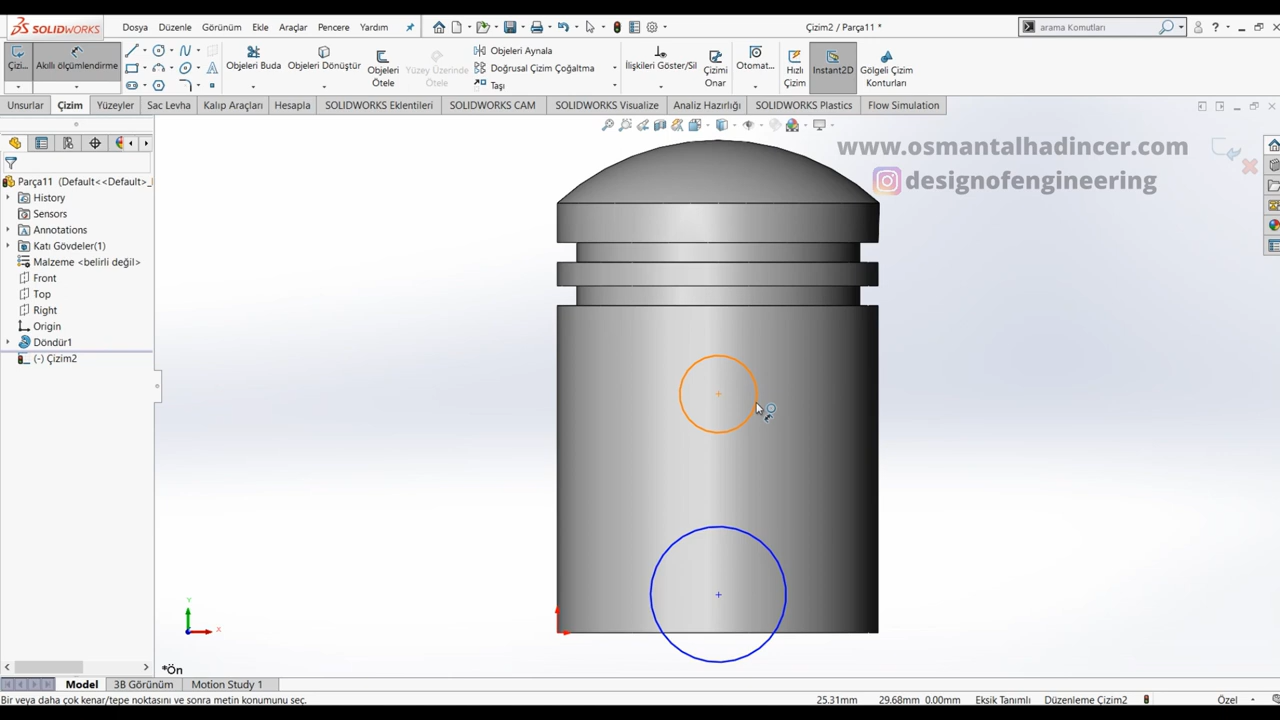 SOLIDWORKS
Dosya Düzenle Görünüm Ekle Araçlar Pencere Yardım
Çizim2 / Parça11 *
arama Komutları
?
Çizi...
Akıllı ölçümlendirme
Objeleri Buda
Objeleri Dönüştür
Objeleri Ötele
Yüzey Üzerinde Ötele
Objeleri Aynala
Doğrusal Çizim Çoğaltma
Taşı
İlişkileri Göster/Sil
Çizimi Onar
Otomat...
Hızlı Çizim
Instant2D
Gölgeli Çizim Konturları
Unsurlar Çizim Yüzeyler Sac Levha Kalıp Araçları Hesapla SOLIDWORKS Eklentileri SOLIDWORKS CAM SOLIDWORKS Visualize Analiz Hazırlığı SOLIDWORKS Plastics Flow Simulation
www.osmantalhadincer.com
designofengineering
Parça11 (Default<<Default>_
History
Sensors
Annotations
Katı Gövdeler(1)
Malzeme <belirli değil>
Front
Top
Right
Origin
Döndür1
(-) Çizim2
Y
X
*Ön
Model 3B Görünüm Motion Study 1
Bir veya daha çok kenar/tepe noktasını ve sonra metin konumunu seç.
25.31mm 29.68mm 0.00mm Eksik Tanımlı Düzenleme Çizim2 Özel